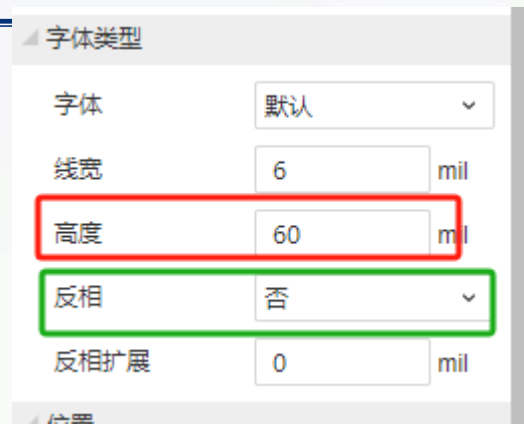 字体类型
字体 默认
线宽 6 mil
高度 60 mil
反相 否
反相扩展 0 mil
位置